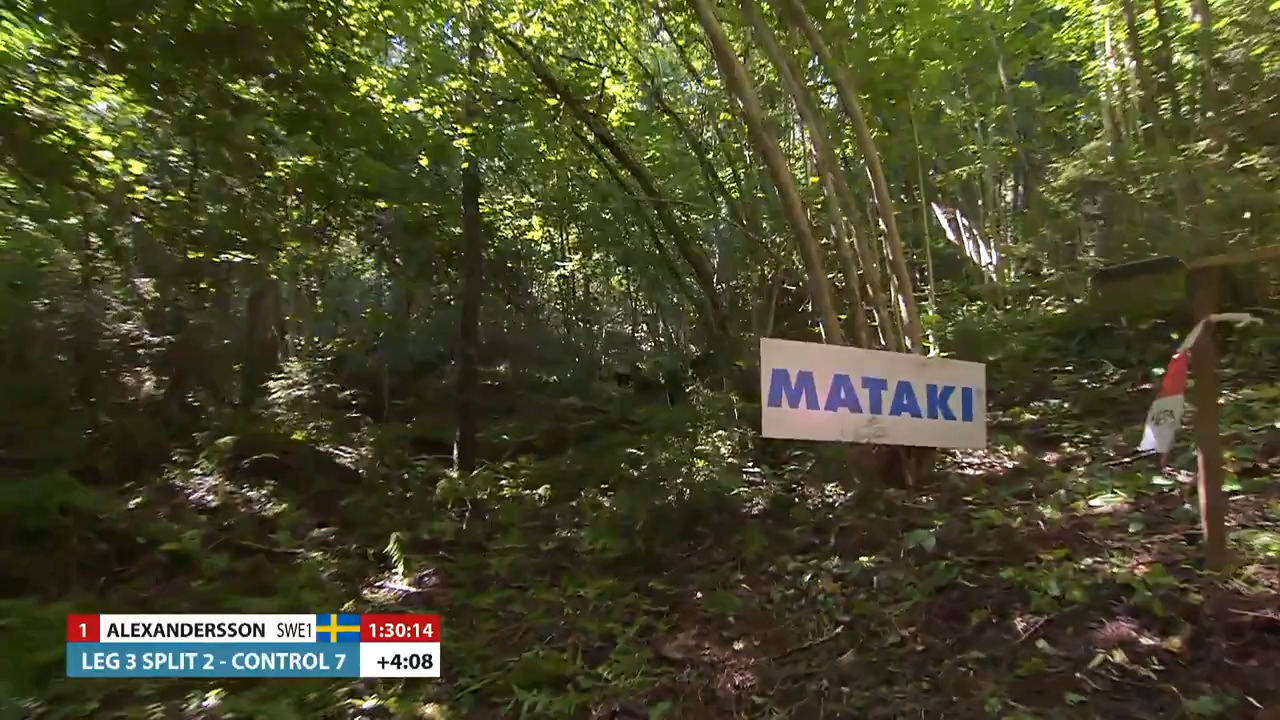 MATAKI
1 ALEXANDERSSON SWE1 1:30:14
LEG 3 SPLIT 2 - CONTROL 7 +4:08